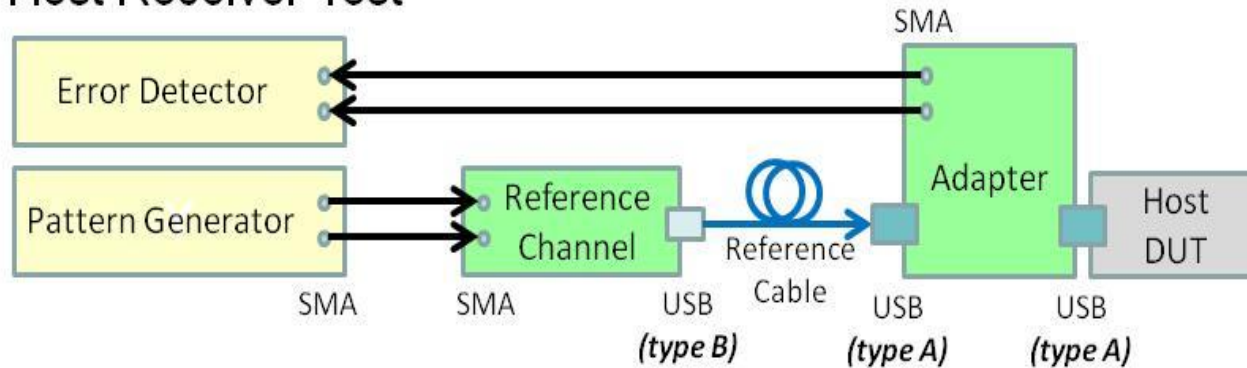 Host Receiver Test
SMA
Error Detector
Adapter
Pattern Generator
Reference
Channel
Reference
Cable
Host
DUT
SMA
SMA
USB
(type B)
USB
(type A)
USB
(type A)